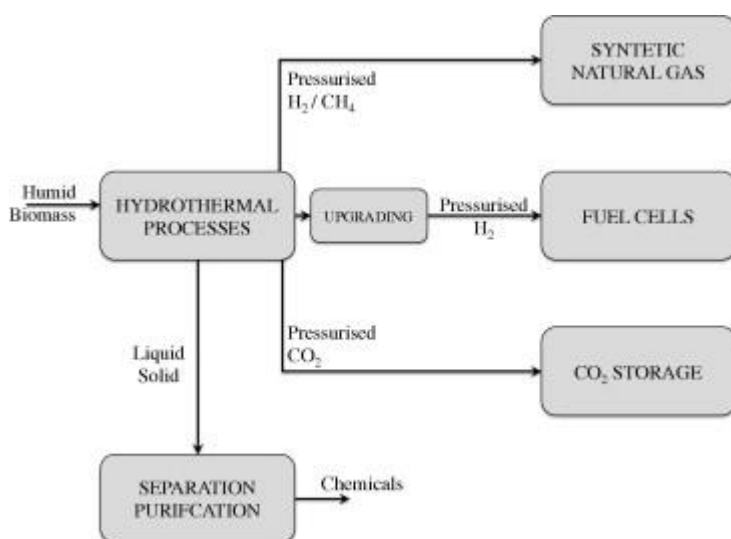 SYNTETIC
NATURAL GAS
Pressurised
H₂ / CH₄
Humid
Biomass
HYDROTHERMAL
PROCESSES
UPGRADING
Pressurised
H₂
FUEL CELLS
Pressurised
CO₂
CO₂ STORAGE
Liquid
Solid
SEPARATION
PURIFCATION
Chemicals